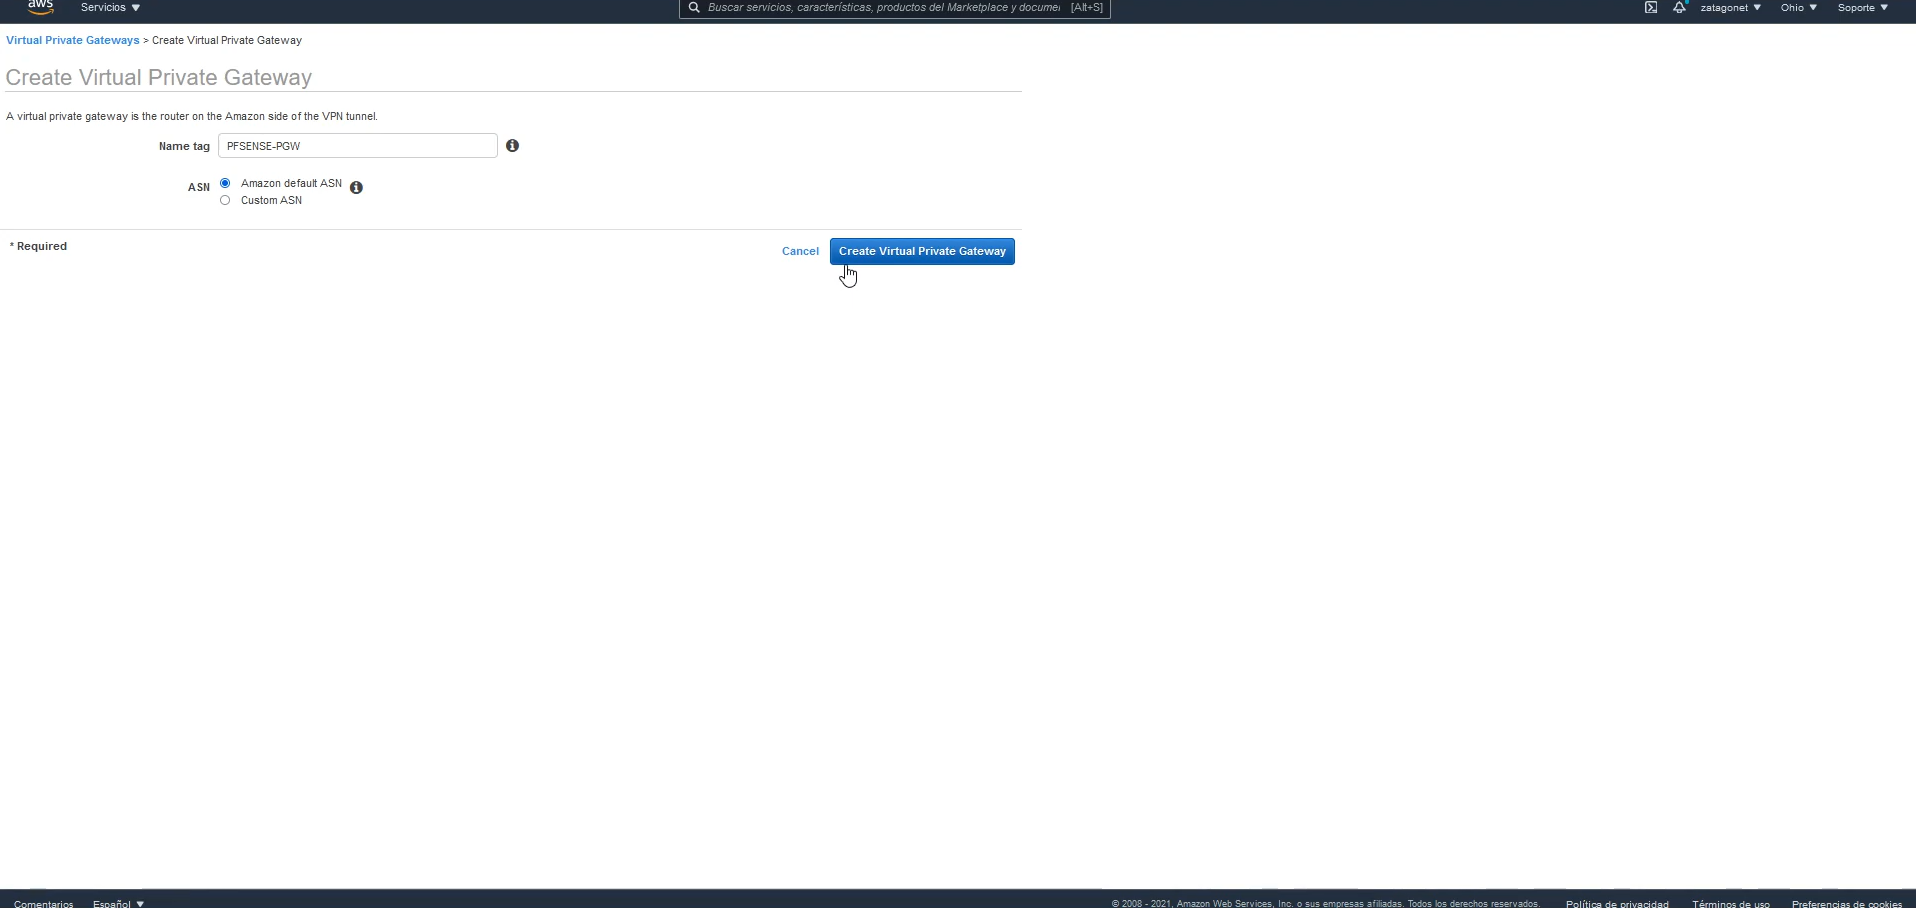 aws Servicios Buscar servicios, características, productos del Marketplace y documer [Alt+S] zatagonet Ohio Soporte
Virtual Private Gateways > Create Virtual Private Gateway
Create Virtual Private Gateway
A virtual private gateway is the router on the Amazon side of the VPN tunnel.
Name tag PFSENSE-PGW
ASN Amazon default ASN
Custom ASN
* Required Cancel Create Virtual Private Gateway
Comentarios Español © 2008 - 2021, Amazon Web Services, Inc. o sus empresas afiliadas. Todos los derechos reservados. Política de privacidad Términos de uso Preferencias de cookies